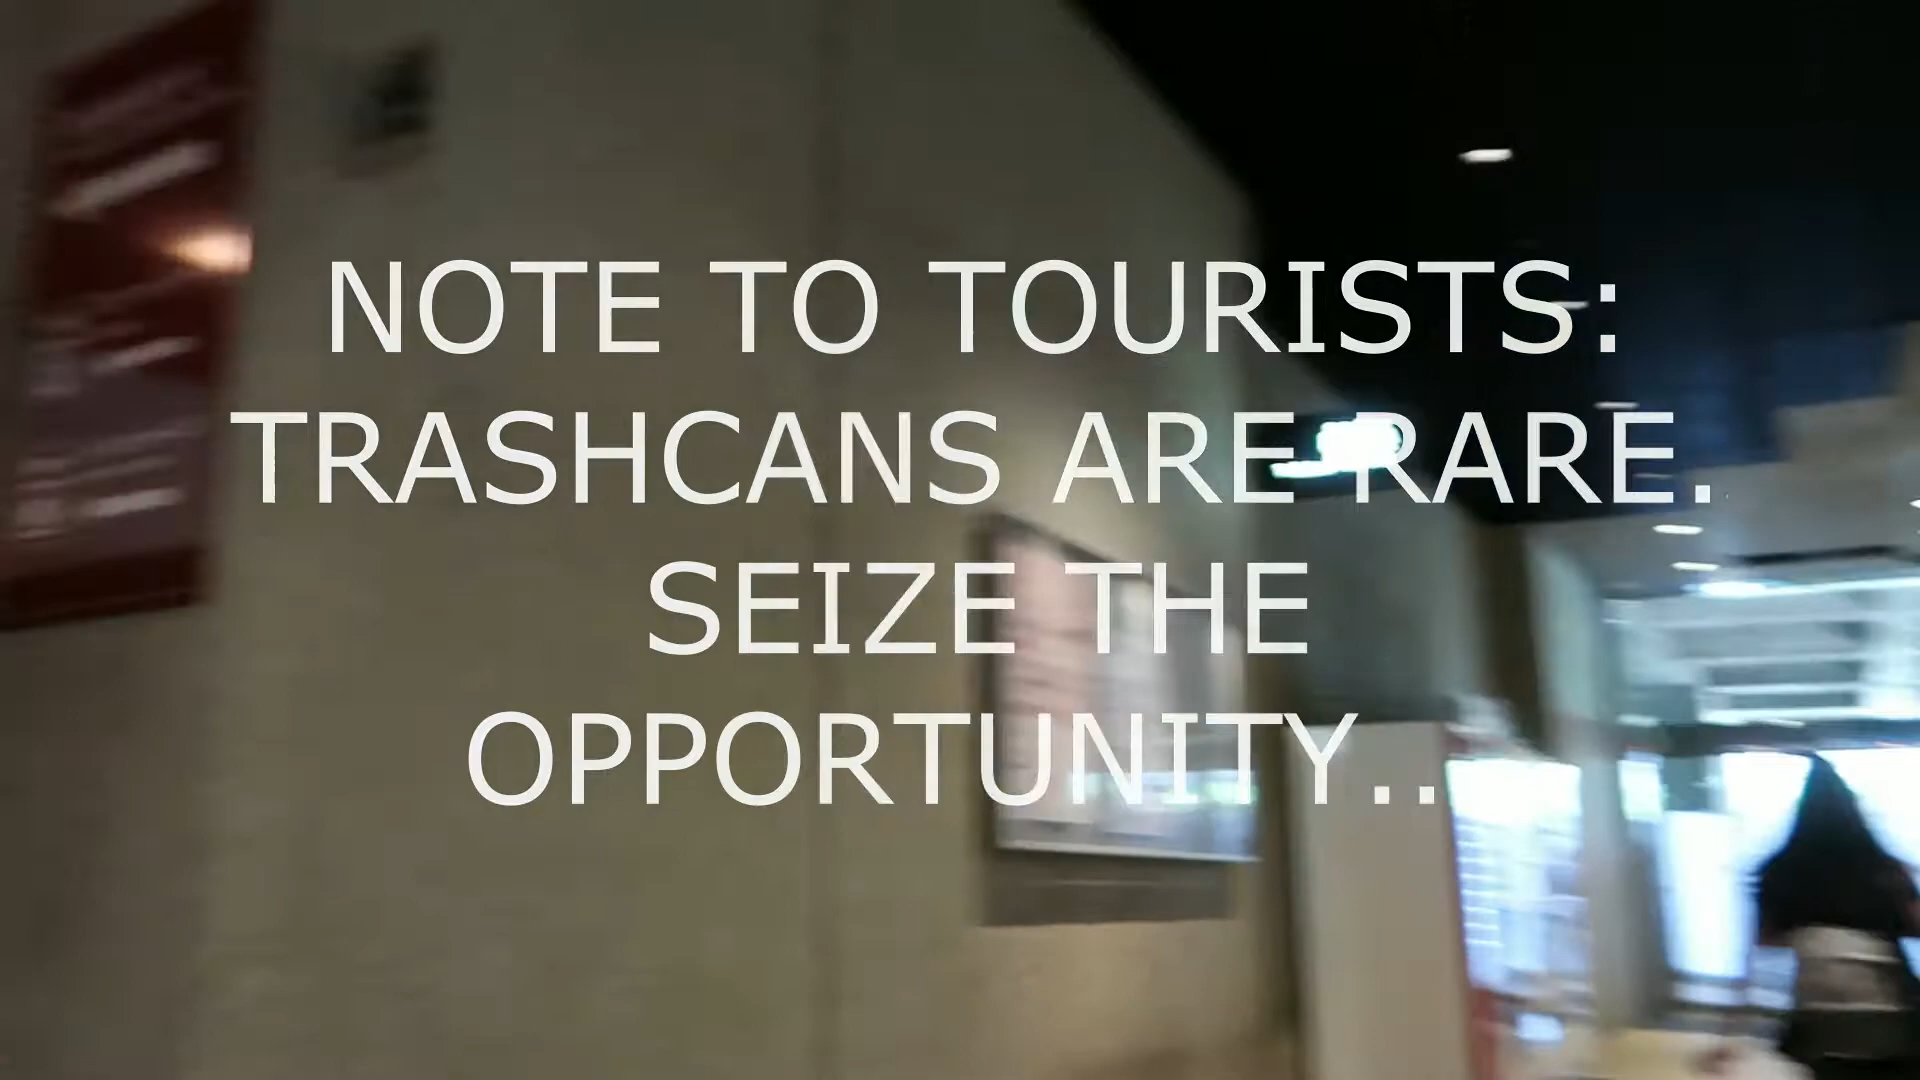 NOTE TO TOURISTS:
TRASHCANS ARE RARE.
SEIZE THE
OPPORTUNITY..